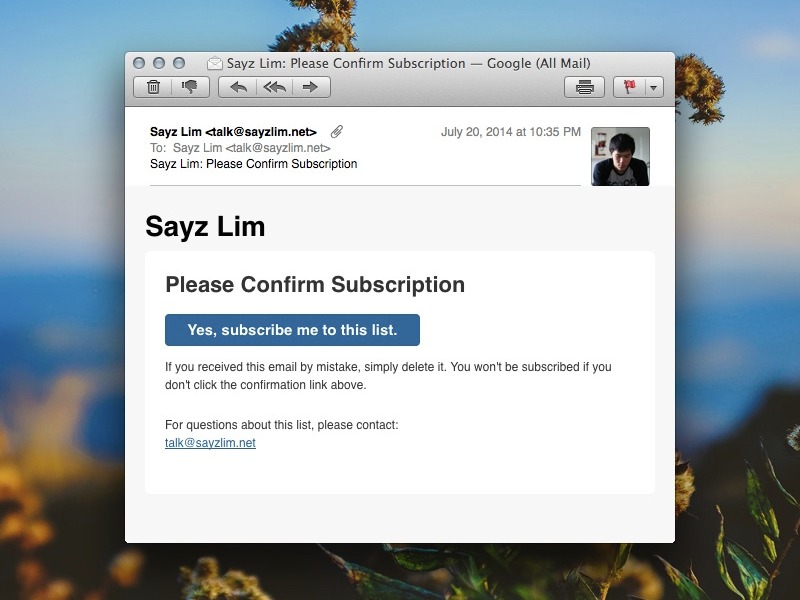 Sayz Lim: Please Confirm Subscription — Google (All Mail)
Sayz Lim <talk@sayzlim.net>
July 20, 2014 at 10:35 PM
To: Sayz Lim <talk@sayzlim.net>
Sayz Lim: Please Confirm Subscription
Sayz Lim
Please Confirm Subscription
Yes, subscribe me to this list.
If you received this email by mistake, simply delete it. You won't be subscribed if you
don't click the confirmation link above.
For questions about this list, please contact:
talk@sayzlim.net